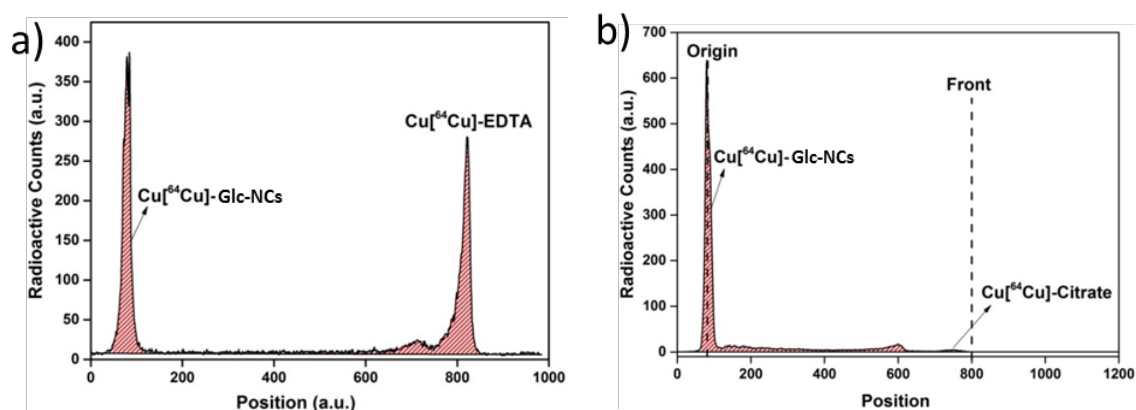 a)
400
350
300
250
200
150
100
50
0
Radioactive Counts (a.u.)
Cu[⁶⁴Cu]-Glc-NCs
Cu[⁶⁴Cu]-EDTA
0 200 400 600 800 1000
Position (a.u.)
b)
700
600
500
400
300
200
100
0
Radioactive Counts (a.u.)
Origin
Front
Cu[⁶⁴Cu]-Glc-NCs
Cu[⁶⁴Cu]-Citrate
0 200 400 600 800 1000 1200
Position